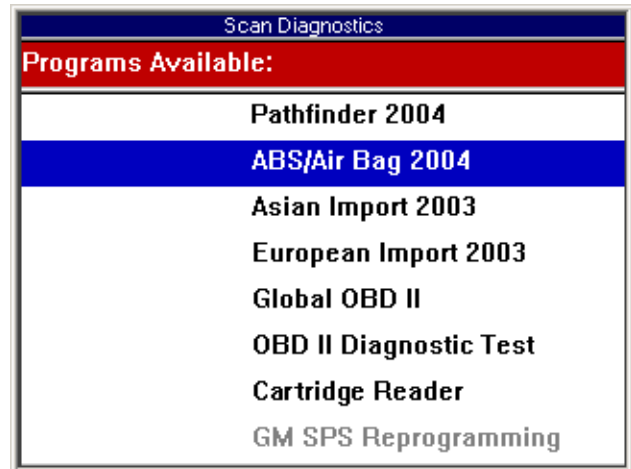 Scan Diagnostics
Programs Available:
Pathfinder 2004
ABS/Air Bag 2004
Asian Import 2003
European Import 2003
Global OBD II
OBD II Diagnostic Test
Cartridge Reader
GM SPS Reprogramming